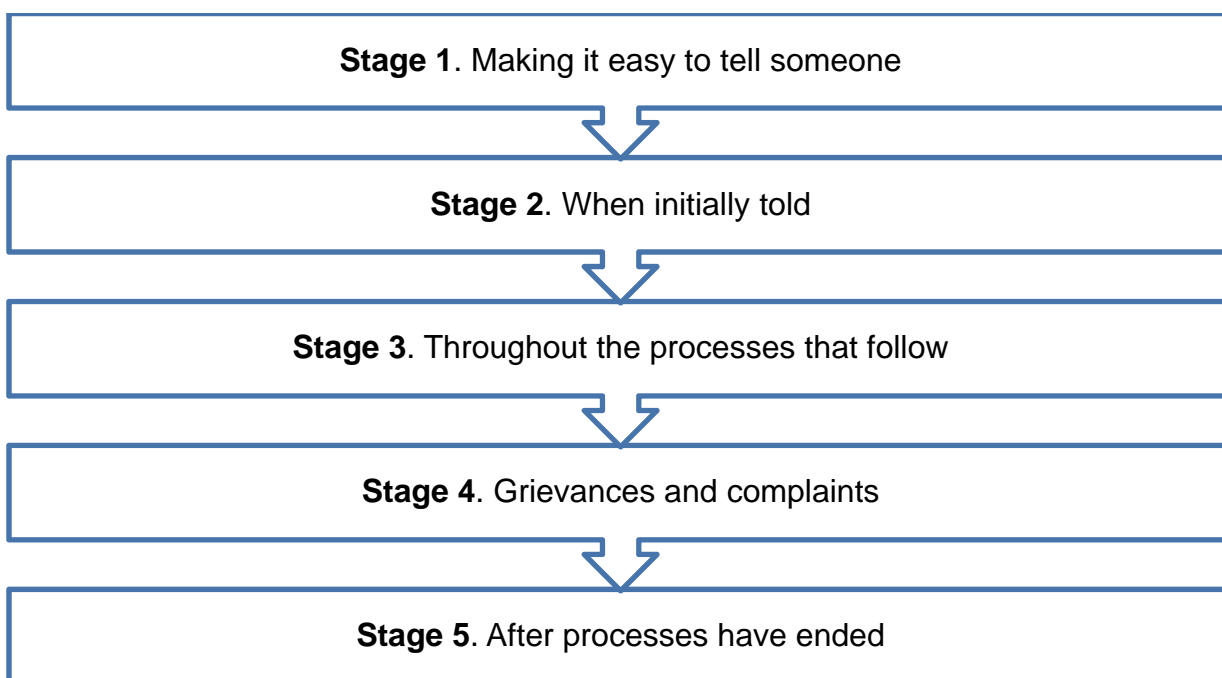 Stage 1. Making it easy to tell someone
Stage 2. When initially told
Stage 3. Throughout the processes that follow
Stage 4. Grievances and complaints
Stage 5. After processes have ended